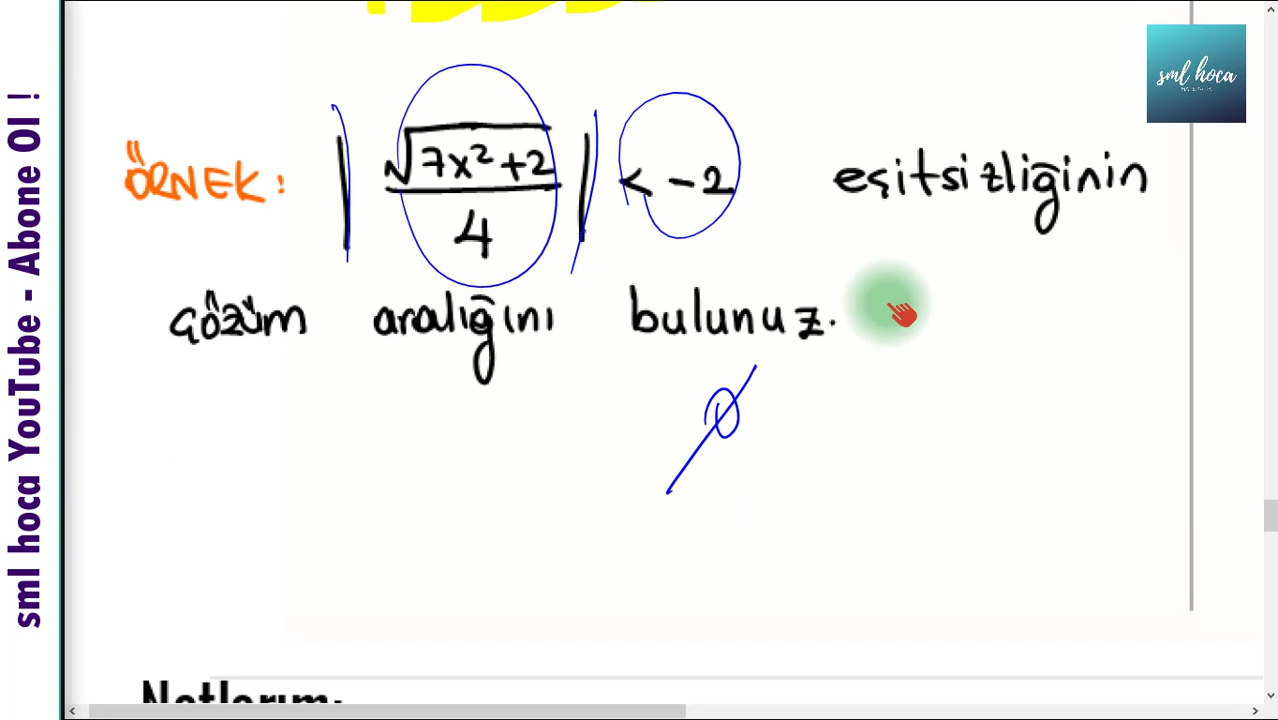 sml hoca YouTube - Abone Ol !
sml hoca
ÖRNEK: | √7x²+2 / 4 | < -2 eşitsizliğinin
çözüm aralığını bulunuz.
∅
Notlarım: